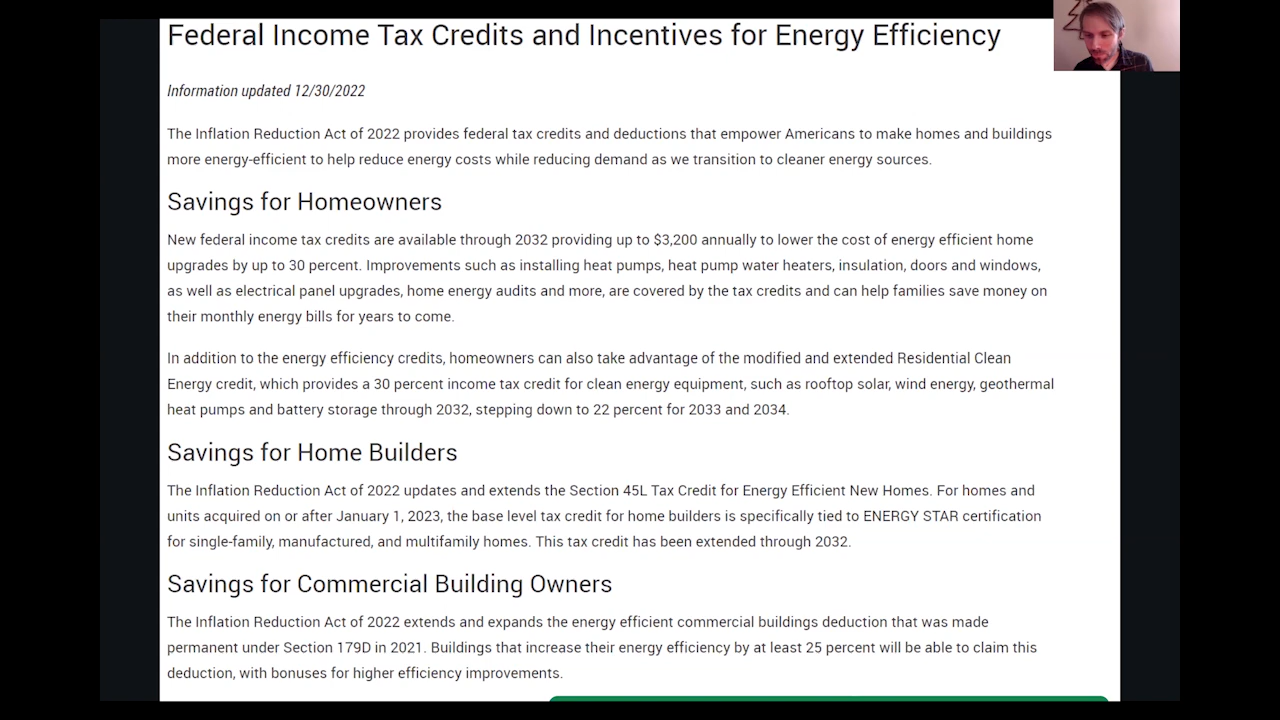 Federal Income Tax Credits and Incentives for Energy Efficiency
Information updated 12/30/2022
The Inflation Reduction Act of 2022 provides federal tax credits and deductions that empower Americans to make homes and buildings
more energy-efficient to help reduce energy costs while reducing demand as we transition to cleaner energy sources.
Savings for Homeowners
New federal income tax credits are available through 2032 providing up to $3,200 annually to lower the cost of energy efficient home
upgrades by up to 30 percent. Improvements such as installing heat pumps, heat pump water heaters, insulation, doors and windows,
as well as electrical panel upgrades, home energy audits and more, are covered by the tax credits and can help families save money on
their monthly energy bills for years to come.
In addition to the energy efficiency credits, homeowners can also take advantage of the modified and extended Residential Clean
Energy credit, which provides a 30 percent income tax credit for clean energy equipment, such as rooftop solar, wind energy, geothermal
heat pumps and battery storage through 2032, stepping down to 22 percent for 2033 and 2034.
Savings for Home Builders
The Inflation Reduction Act of 2022 updates and extends the Section 45L Tax Credit for Energy Efficient New Homes. For homes and
units acquired on or after January 1, 2023, the base level tax credit for home builders is specifically tied to ENERGY STAR certification
for single-family, manufactured, and multifamily homes. This tax credit has been extended through 2032.
Savings for Commercial Building Owners
The Inflation Reduction Act of 2022 extends and expands the energy efficient commercial buildings deduction that was made
permanent under Section 179D in 2021. Buildings that increase their energy efficiency by at least 25 percent will be able to claim this
deduction, with bonuses for higher efficiency improvements.